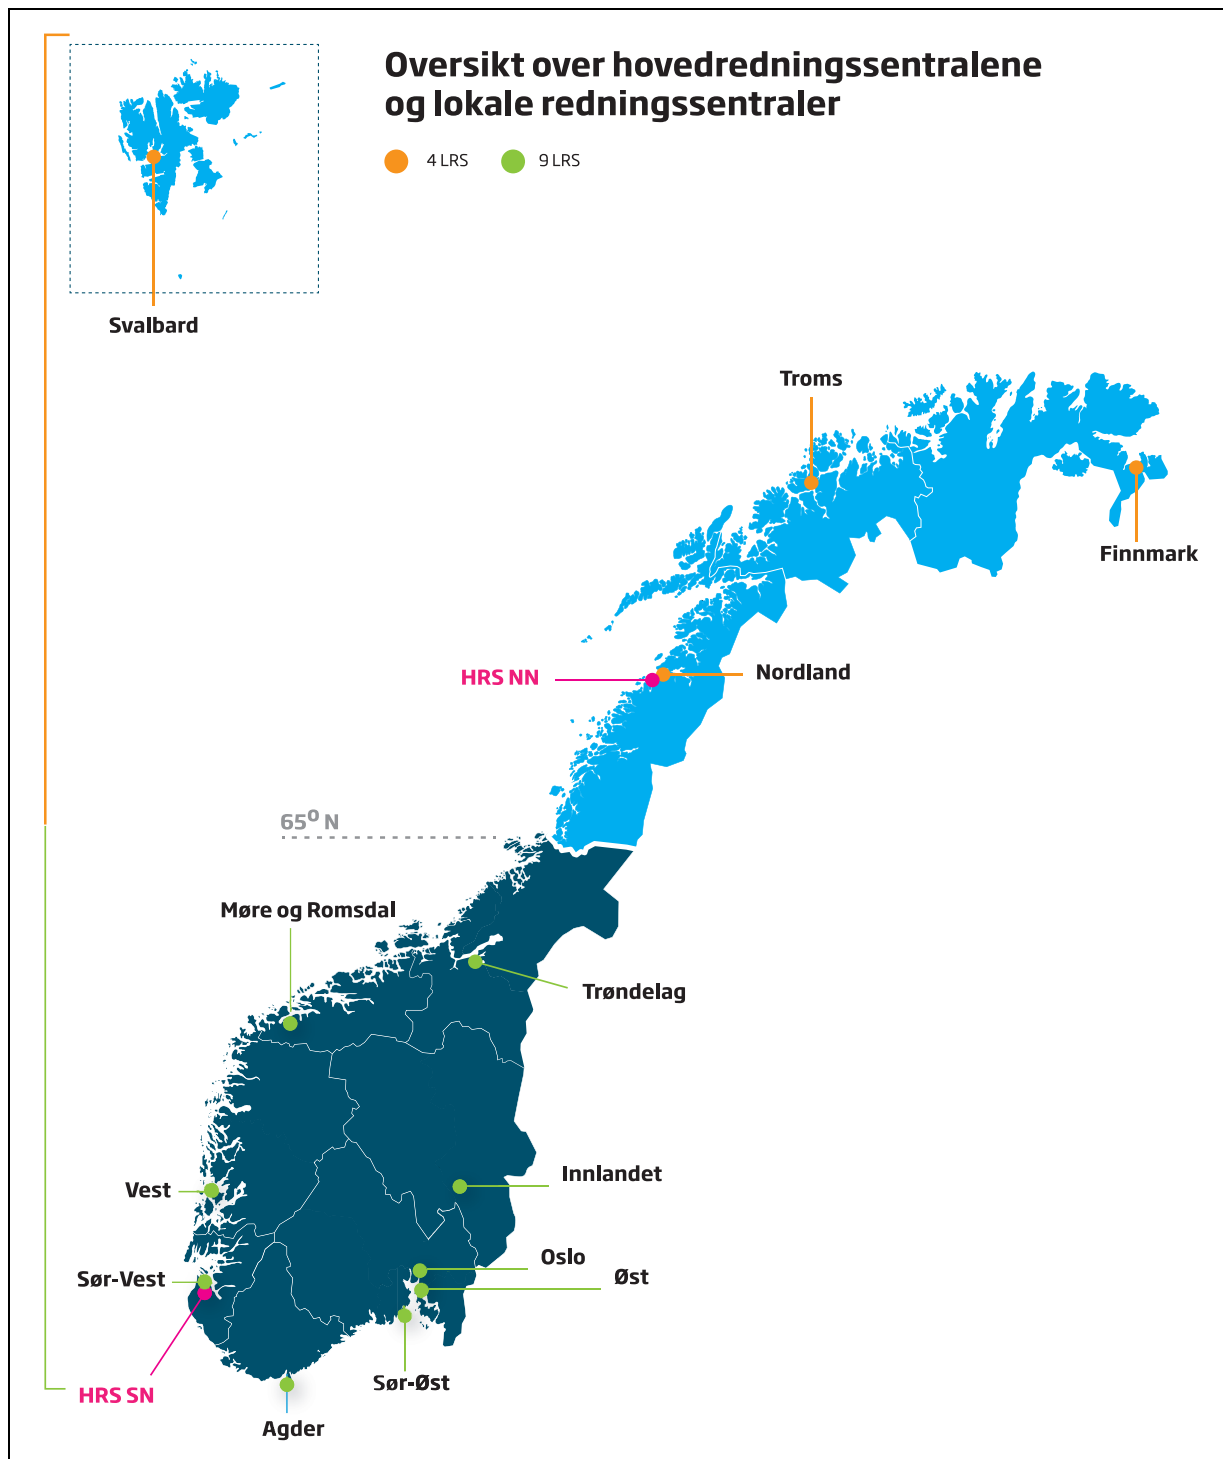 Oversikt over hovedredningssentralene
og lokale redningssentraler
4 LRS
9 LRS
Svalbard
Troms
Finnmark
HRS NN
Nordland
65⁰ N
Møre og Romsdal
Trøndelag
Innlandet
Vest
Oslo
Øst
Sør-Vest
Sør-Øst
HRS SN
Agder